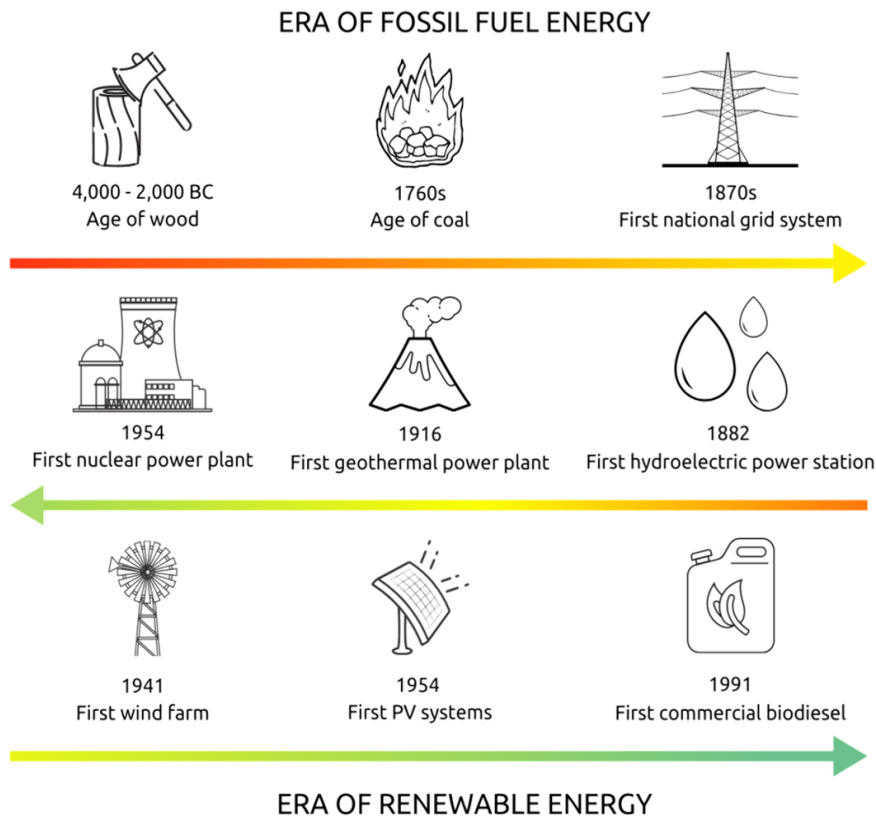 ERA OF FOSSIL FUEL ENERGY
4,000 - 2,000 BC
Age of wood
1760s
Age of coal
1870s
First national grid system
1954
First nuclear power plant
1916
First geothermal power plant
1882
First hydroelectric power station
1941
First wind farm
1954
First PV systems
1991
First commercial biodiesel
ERA OF RENEWABLE ENERGY